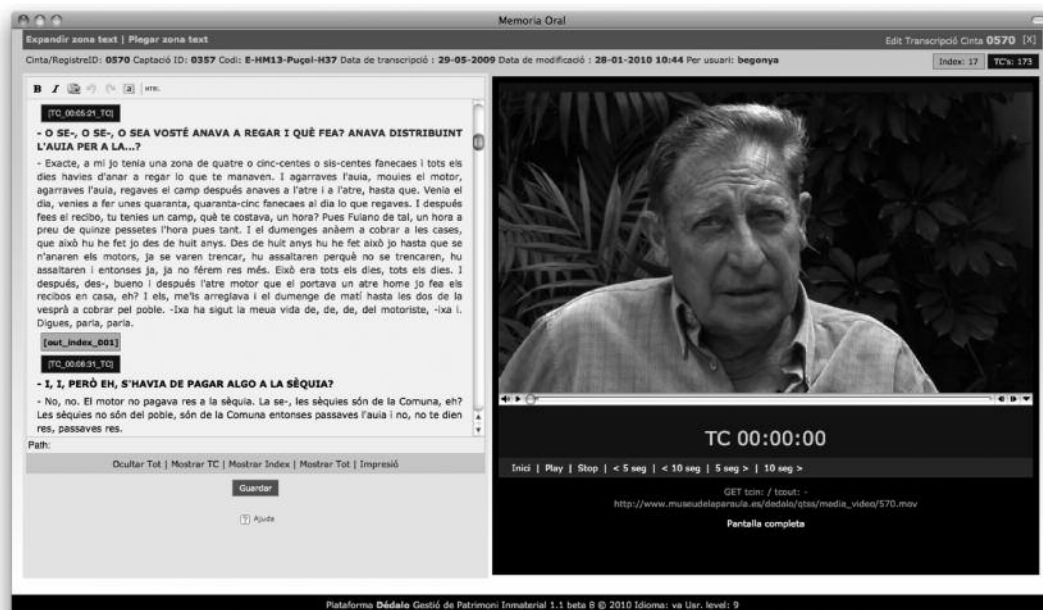 Memoria Oral
Expandir zona text | Plegar zona text
Edit Transcripció Cinta 0570 [X]
Cinta/RegistreID: 0570 Captació ID: 0357 Codi: E-HM13-Puçol-H37 Data de transcripció : 29-05-2009 Data de modificació : 28-01-2010 10:44 Per usuari: begonya
Index: 17
TC's: 173
B I HTML
[TC_00:05:21_TC]
- O SE-, O SE-, O SEA VOSTÉ ANAVA A REGAR I QUÈ FEA? ANAVA DISTRIBUINT
L'AUIA PER A LA...?
- Exacte, a mi jo tenia una zona de quatre o cinc-centes o sis-centes fanecaes i tots els
dies havies d'anar a regar lo que te manaven. I agarraves l'auia, mouies el motor,
agarraves l'auia, regaves el camp después anaves a l'atre i a l'atre, hasta que. Venia el
dia, venies a fer unes quaranta, quaranta-cinc fanecaes al dia lo que regaves. I después
fees el recibo, tu tenies un camp, què te costava, un hora? Pues Fulano de tal, un hora a
preu de quinze pessetes l'hora pues tant. I el dumenges anàem a cobrar a les cases,
que això hu he fet jo des de huit anys. Des de huit anys hu he fet això jo hasta que se
n'anaren els motors, ja se varen trencar, hu assaltaren perquè no se trencaren, hu
assaltaren i entonses ja, ja no férem res més. Eixò era tots els dies, tots els dies. I
después, des-, bueno i después l'atre motor que el portava un atre home jo fea els
recibos en casa, eh? I els, me'ls arreglava i el dumenge de matí hasta les dos de la
vesprà a cobrar pel poble. -Ixa ha sigut la meua vida de, de, de, del motoriste, -ixa i.
Digues, parla, parla.
[out_index_001]
[TC_00:06:31_TC]
- I, I, PERÒ EH, S'HAVIA DE PAGAR ALGO A LA SÈQUIA?
- No, no. El motor no pagava res a la sèquia. La se-, les sèquies són de la Comuna, eh?
Les sèquies no són del poble, són de la Comuna entonses passaves l'auia i no, no te dien
res, passaves res.
Path:
Ocultar Tot | Mostrar TC | Mostrar Index | Mostrar Tot | Impresió
Guardar
[?] Ajuda
TC 00:00:00
Inici | Play | Stop | < 5 seg | < 10 seg | 5 seg > | 10 seg >
GET tcin: / tcout: -
http://www.museudelaparaula.es/dedalo/qtss/media_video/570.mov
Pantalla completa
Plataforma Dédalo Gestió de Patrimoni Inmaterial 1.1 beta 8 © 2010 Idioma: va Usr. level: 9